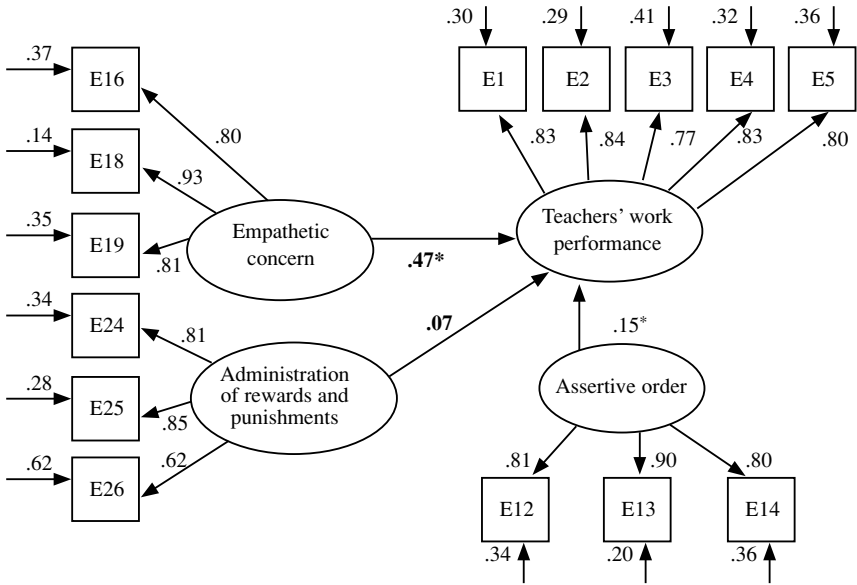 .30
.29
.41
.32
.36
E1
E2
E3
E4
E5
.83
.84
.77
.83
.80
.37
E16
.80
.14
E18
.93
.35
E19
.81
Empathetic
concern
Teachers’ work
performance
.47*
.07
.15*
.34
E24
.81
.28
E25
.85
.62
E26
.62
Administration
of rewards and
punishments
Assertive order
.81
.90
.80
E12
E13
E14
.34
.20
.36